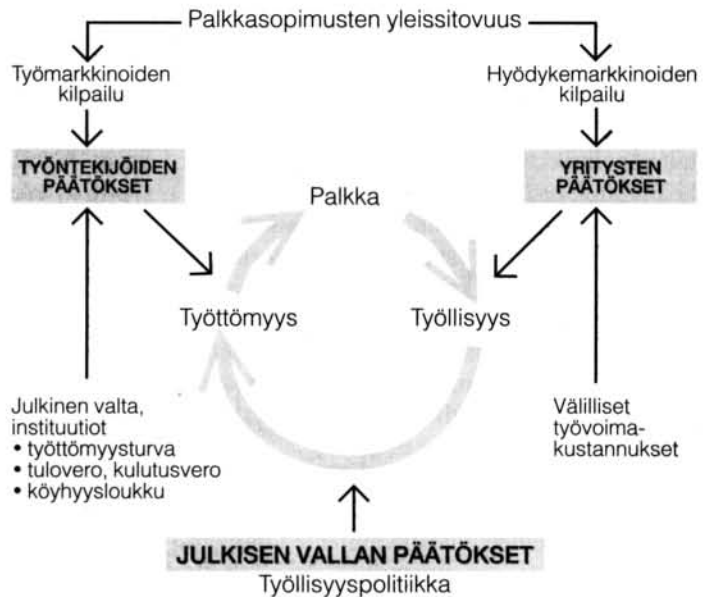 Palkkasopimusten yleissitovuus
Työmarkkinoiden
kilpailu
Hyödykemarkkinoiden
kilpailu
TYÖNTEKIJÖIDEN
PÄÄTÖKSET
YRITYSTEN
PÄÄTÖKSET
Palkka
Työttömyys
Työllisyys
Julkinen valta,
instituutiot
• työttömyysturva
• tulovero, kulutusvero
• köyhyysloukku
Välilliset
työvoima-
kustannukset
JULKISEN VALLAN PÄÄTÖKSET
Työllisyyspolitiikka